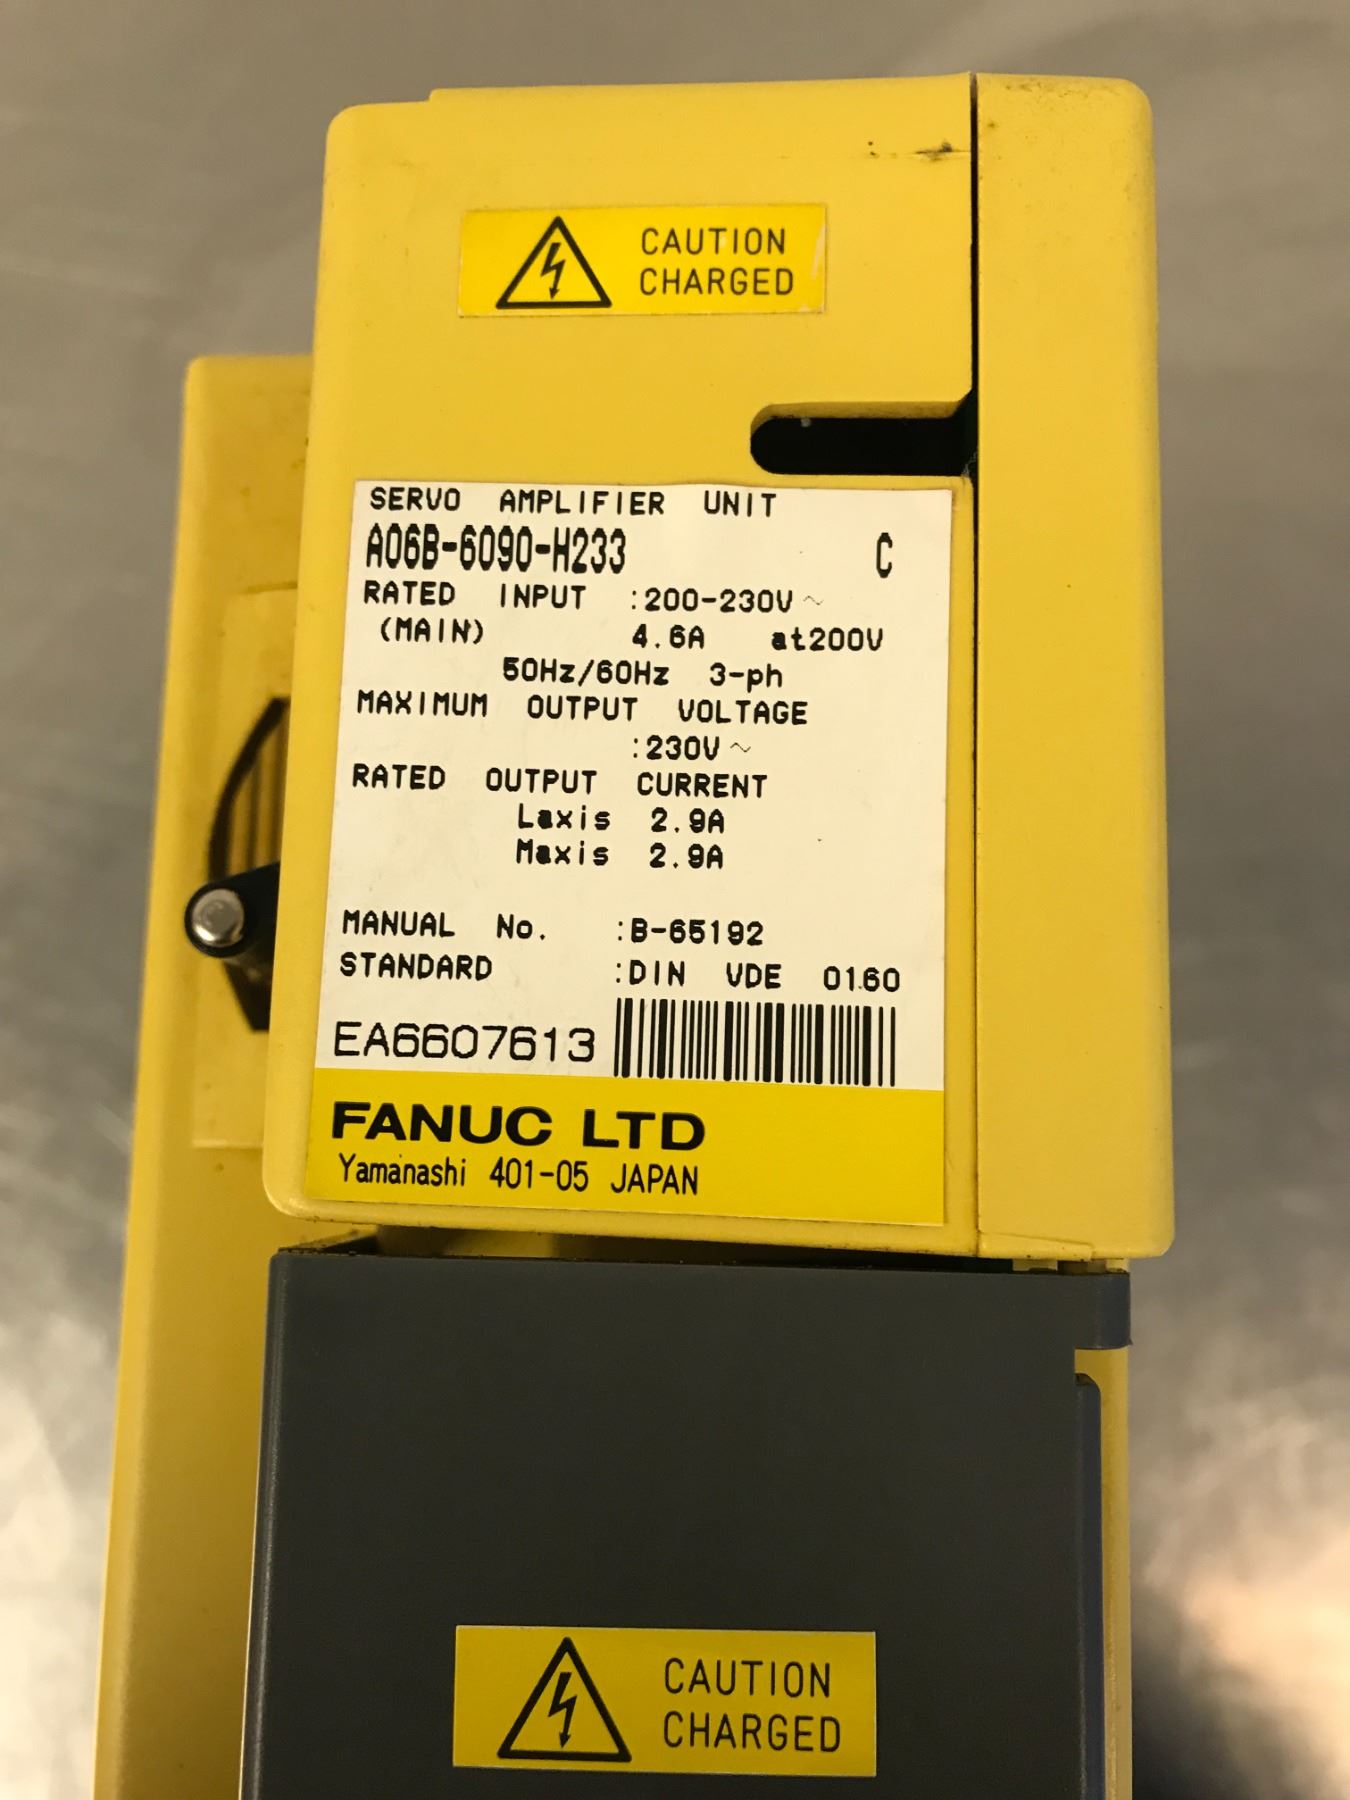 CAUTION
CHARGED
SERVO AMPLIFIER UNIT
A06B-6090-H233 C
RATED INPUT :200-230V~
(MAIN) 4.6A at200V
50Hz/60Hz 3-ph
MAXIMUM OUTPUT VOLTAGE
:230V~
RATED OUTPUT CURRENT
Laxis 2.9A
Maxis 2.9A
MANUAL No. :B-65192
STANDARD :DIN VDE 0160
EA6607613
FANUC LTD
Yamanashi 401-05 JAPAN
CAUTION
CHARGED